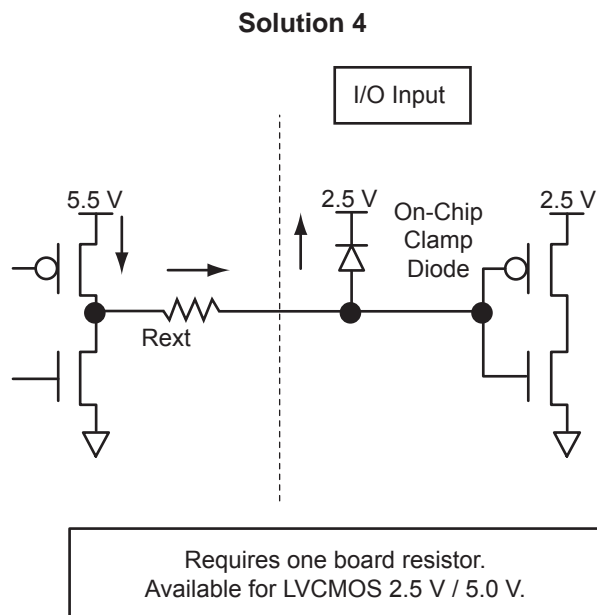 Solution 4
I/O Input
5.5 V
2.5 V
On-Chip
Clamp
Diode
2.5 V
Rext
Requires one board resistor.
Available for LVCMOS 2.5 V / 5.0 V.